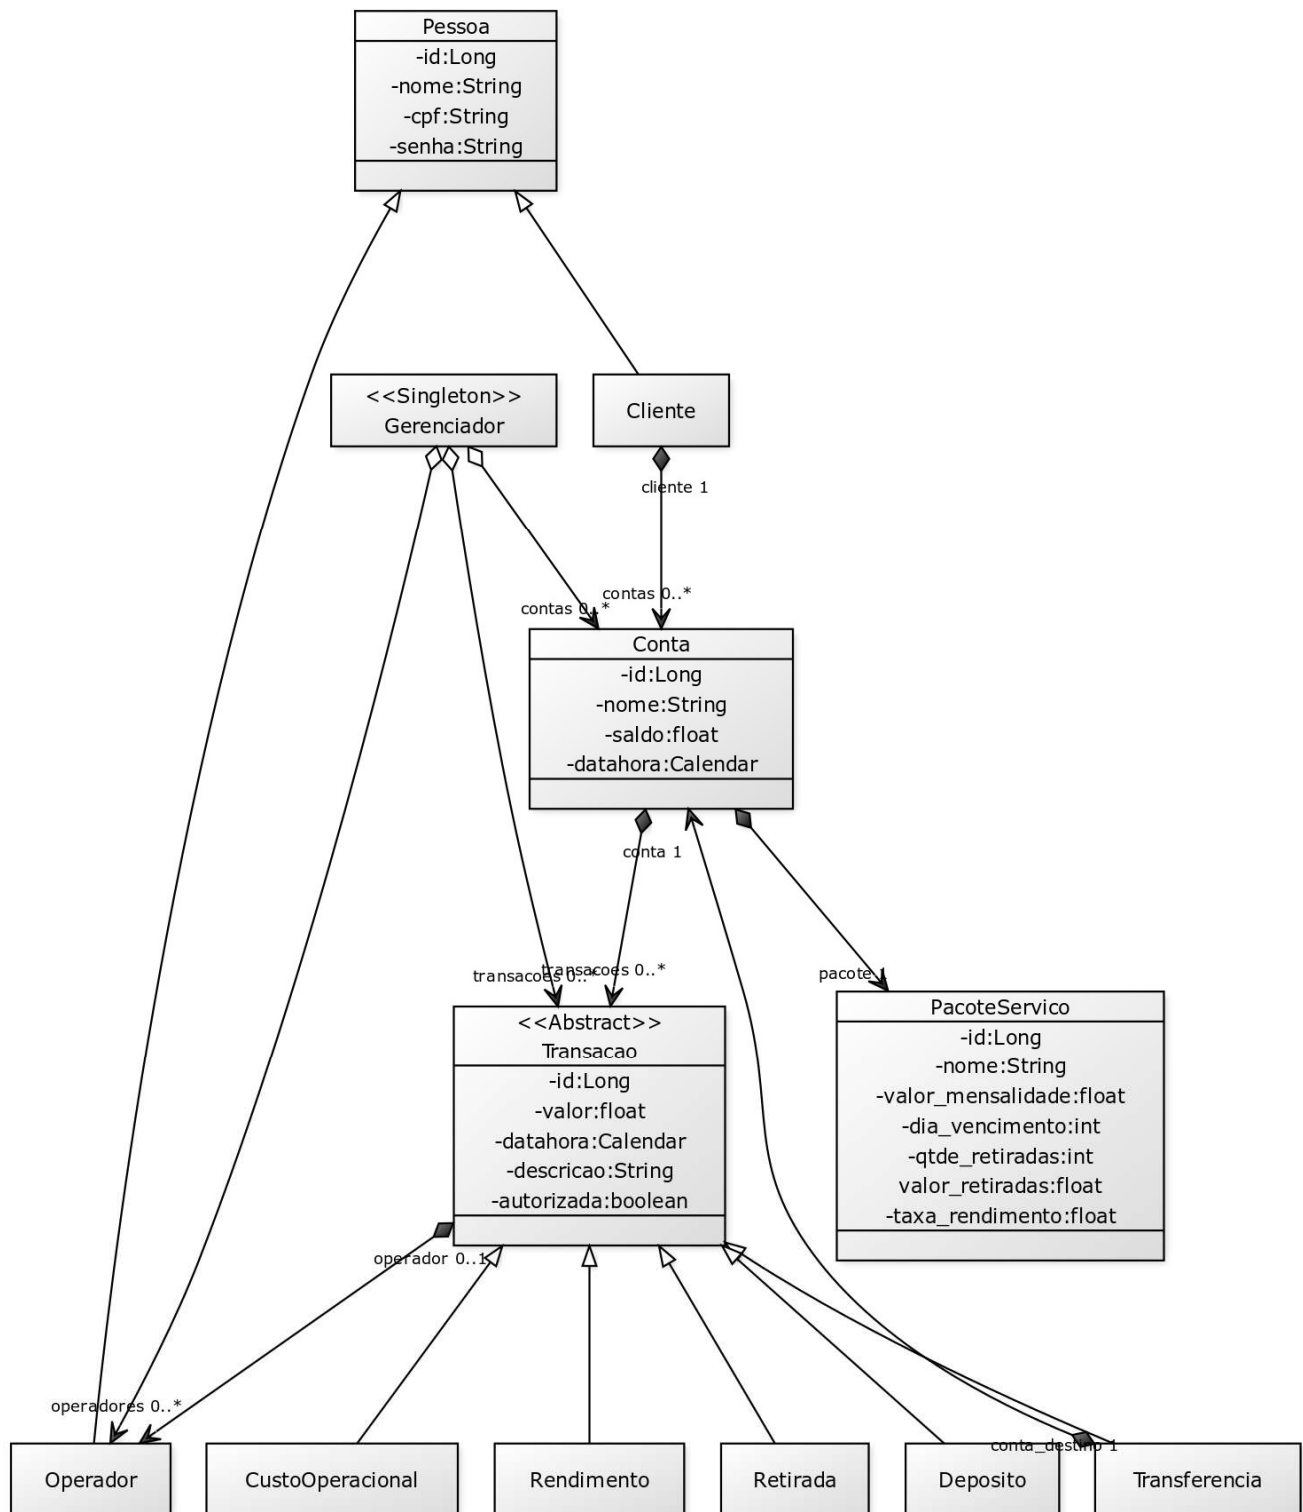 Pessoa
-id:Long
-nome:String
-cpf:String
-senha:String
<<Singleton>>
Gerenciador
Cliente
cliente 1
contas 0..*
contas 0..*
Conta
-id:Long
-nome:String
-saldo:float
-datahora:Calendar
conta 1
transacoes 0..*
transacoes 0..*
pacote 1
<<Abstract>>
Transacao
-id:Long
-valor:float
-datahora:Calendar
-descricao:String
-autorizada:boolean
PacoteServico
-id:Long
-nome:String
-valor_mensalidade:float
-dia_vencimento:int
-qtde_retiradas:int
valor_retiradas:float
-taxa_rendimento:float
operador 0..1
operadores 0..*
conta_destino 1
Operador
CustoOperacional
Rendimento
Retirada
Deposito
Transferencia